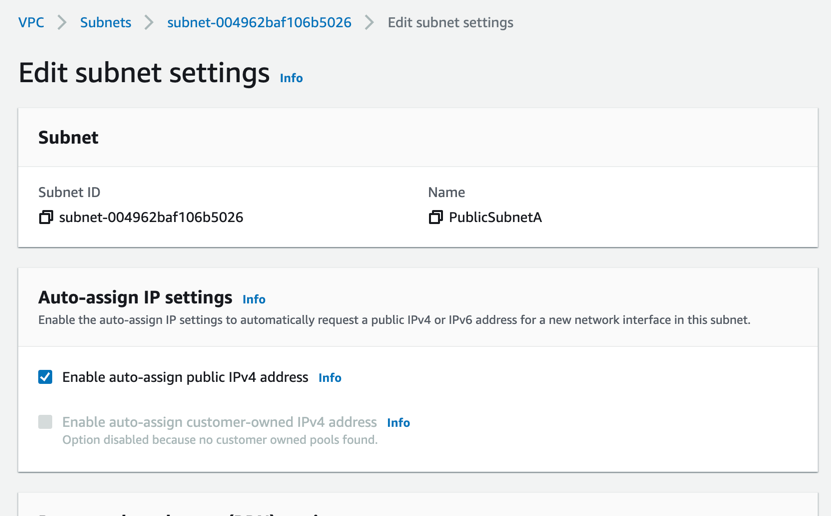 VPC > Subnets > subnet-004962baf106b5026 > Edit subnet settings
Edit subnet settings Info
Subnet
Subnet ID
Name
subnet-004962baf106b5026
PublicSubnetA
Auto-assign IP settings Info
Enable the auto-assign IP settings to automatically request a public IPv4 or IPv6 address for a new network interface in this subnet.
Enable auto-assign public IPv4 address Info
Enable auto-assign customer-owned IPv4 address Info
Option disabled because no customer owned pools found.